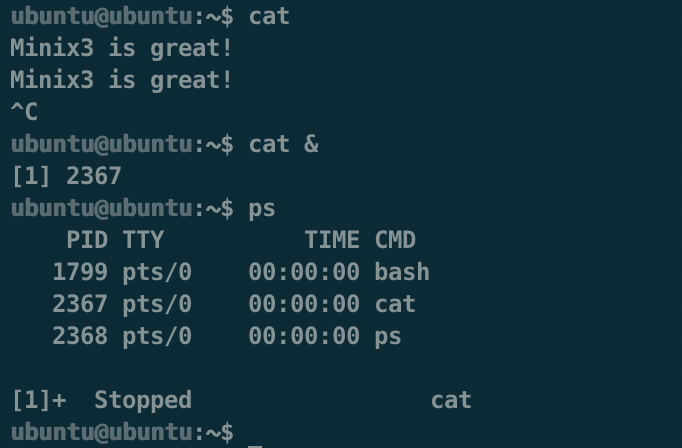 ubuntu@ubuntu:~$ cat
Minix3 is great!
Minix3 is great!
^C
ubuntu@ubuntu:~$ cat &
[1] 2367
ubuntu@ubuntu:~$ ps
    PID TTY          TIME CMD
   1799 pts/0    00:00:00 bash
   2367 pts/0    00:00:00 cat
   2368 pts/0    00:00:00 ps

[1]+  Stopped                 cat
ubuntu@ubuntu:~$ _